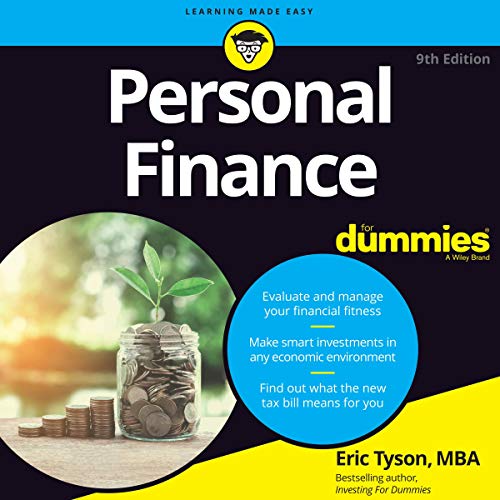 LEARNING MADE EASY
9th Edition
Personal
Finance
for
dummies®
A Wiley Brand
Evaluate and manage
your financial fitness
Make smart investments in
any economic environment
Find out what the new
tax bill means for you
Eric Tyson, MBA
Bestselling author,
Investing For Dummies